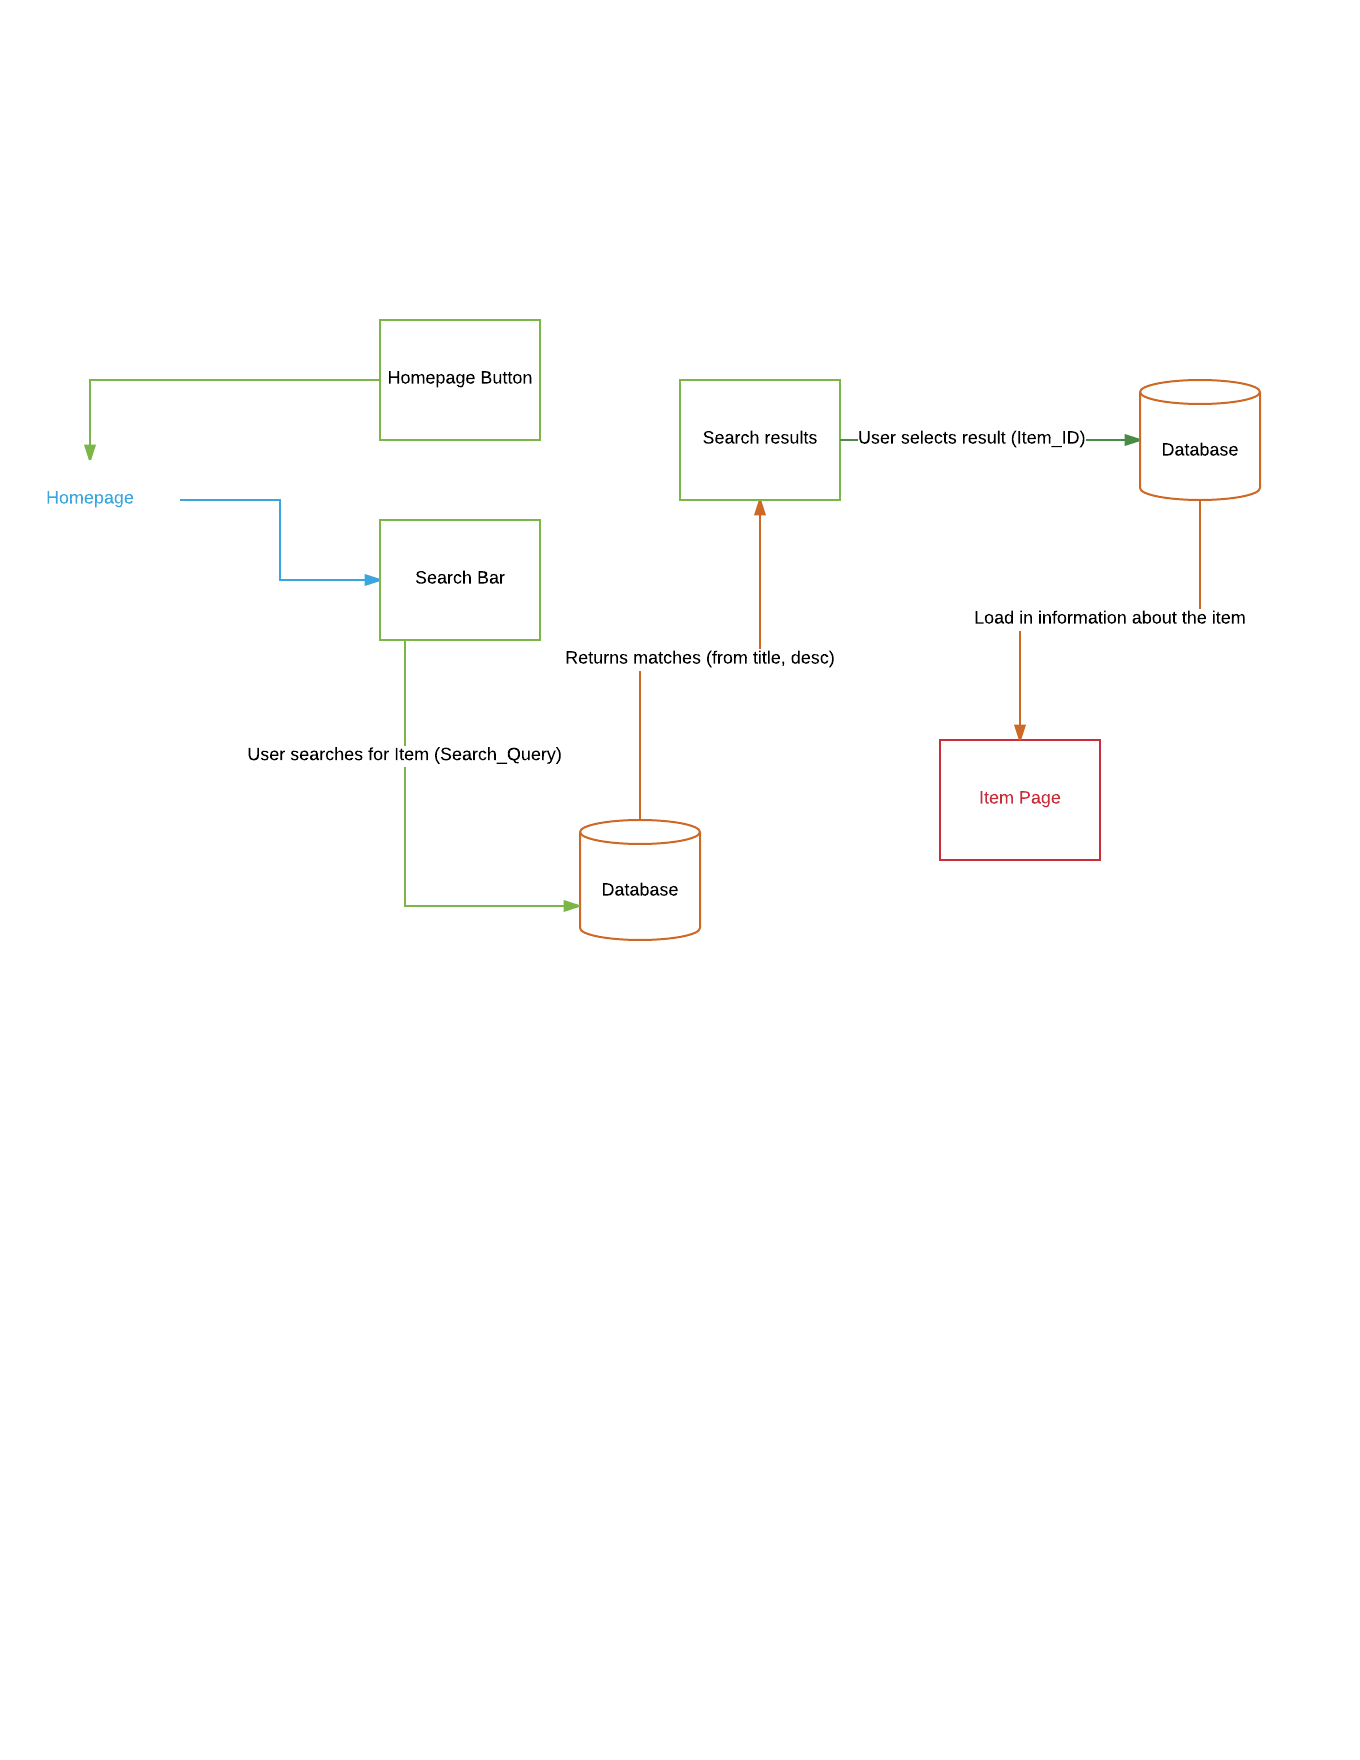 Homepage Button
Homepage
Search Bar
User searches for Item (Search_Query)
Database
Returns matches (from title, desc)
Search results
User selects result (Item_ID)
Database
Load in information about the item
Item Page